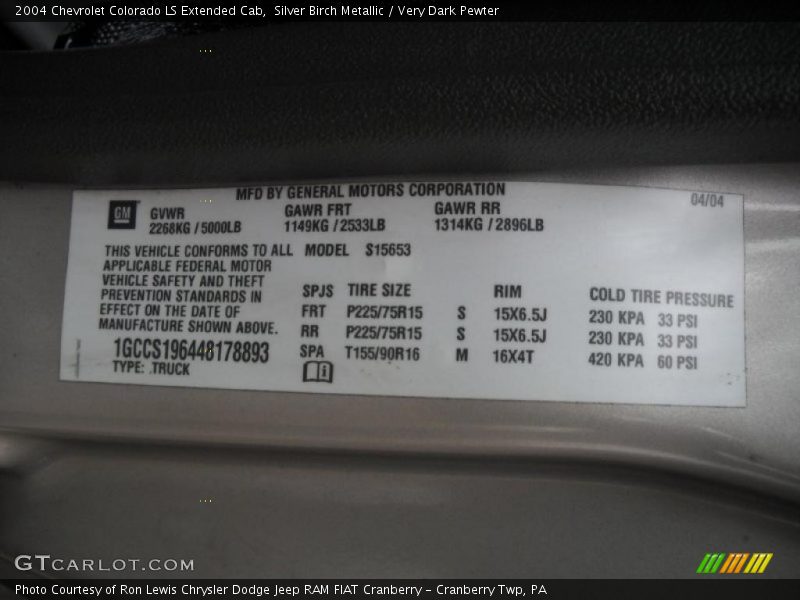 2004 Chevrolet Colorado LS Extended Cab,  Silver Birch Metallic / Very Dark Pewter
MFD BY GENERAL MOTORS CORPORATION
04/04
GM
GVWR GAWR FRT GAWR RR
2268KG / 5000LB 1149KG / 2533LB 1314KG / 2896LB
THIS VEHICLE CONFORMS TO ALL MODEL S15653
APPLICABLE FEDERAL MOTOR
VEHICLE SAFETY AND THEFT
PREVENTION STANDARDS IN
EFFECT ON THE DATE OF
MANUFACTURE SHOWN ABOVE.
1GCCS196448178893
TYPE: TRUCK
SPJS TIRE SIZE RIM COLD TIRE PRESSURE
FRT P225/75R15 S 15X6.5J 230 KPA 33 PSI
RR P225/75R15 S 15X6.5J 230 KPA 33 PSI
SPA T155/90R16 M 16X4T 420 KPA 60 PSI
GTCARLOT.COM
Photo Courtesy of Ron Lewis Chrysler Dodge Jeep RAM FIAT Cranberry - Cranberry Twp, PA